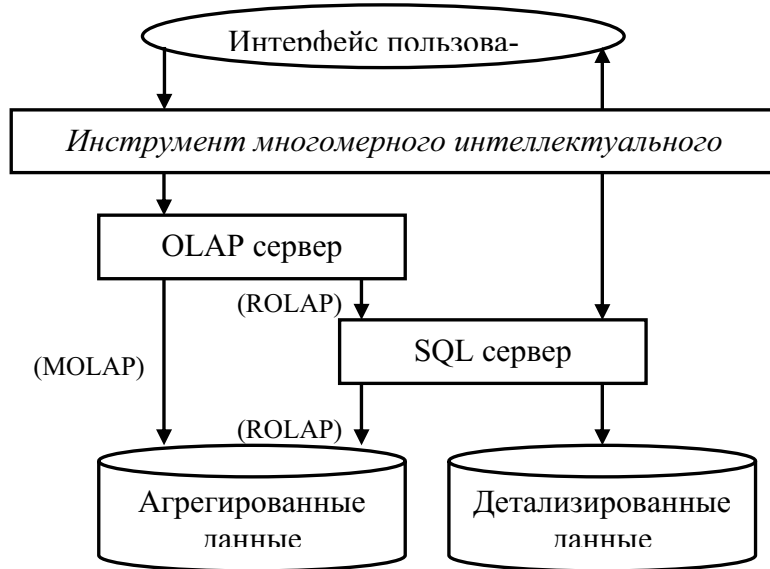 Интерфейс пользова-
Инструмент многомерного интеллектуального
OLAP сервер
(ROLAP)
SQL сервер
(MOLAP)
(ROLAP)
Агрегированные
данные
Детализированные
данные